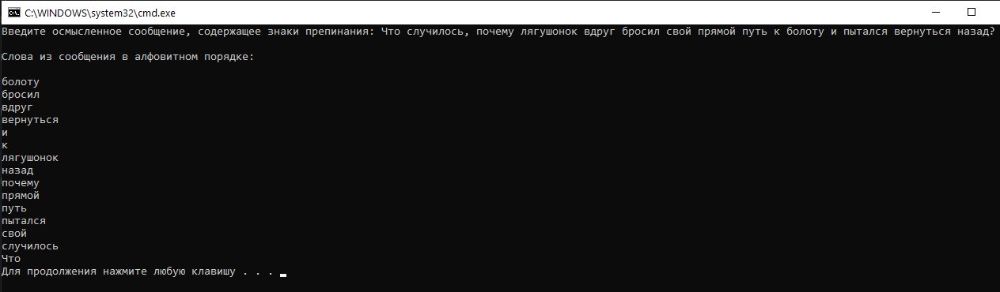 C:\WINDOWS\system32\cmd.exe
Введите осмысленное сообщение, содержащее знаки препинания: Что случилось, почему лягушонок вдруг бросил свой прямой путь к болоту и пытался вернуться назад?
Слова из сообщения в алфовитном порядке:
болоту
бросил
вдруг
вернуться
и
к
лягушонок
назад
почему
прямой
путь
пытался
свой
случилось
Что
Для продолжения нажмите любую клавишу . . .